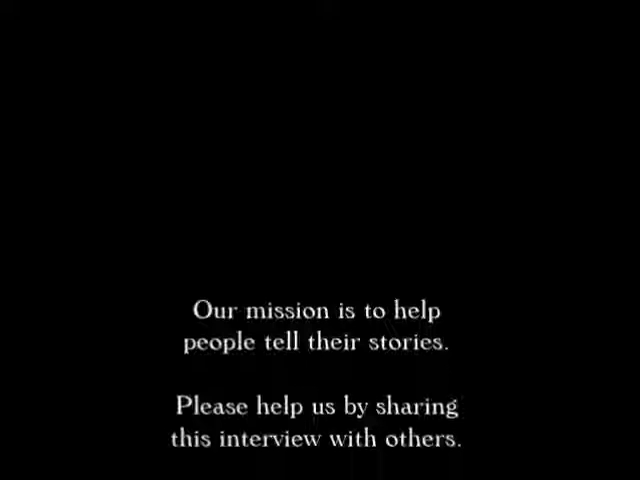 Our mission is to help
people tell their stories.
Please help us by sharing
this interview with others.